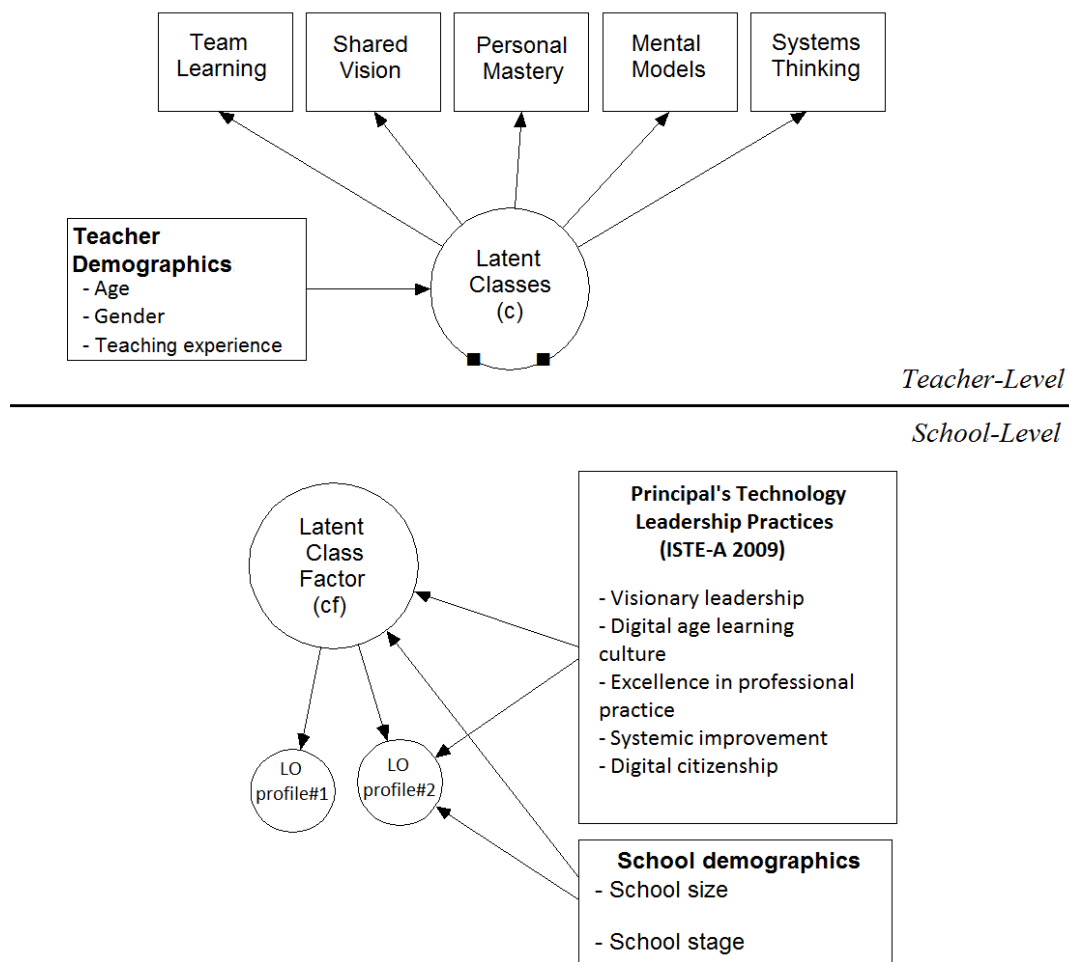 Team
Learning
Shared
Vision
Personal
Mastery
Mental
Models
Systems
Thinking
Teacher
Demographics
- Age
- Gender
- Teaching experience
Latent
Classes
(c)
Teacher-Level
School-Level
Latent
Class
Factor
(cf)
LO
profile#1
LO
profile#2
Principal's Technology
Leadership Practices
(ISTE-A 2009)
- Visionary leadership
- Digital age learning
culture
- Excellence in professional
practice
- Systemic improvement
- Digital citizenship
School demographics
- School size
- School stage